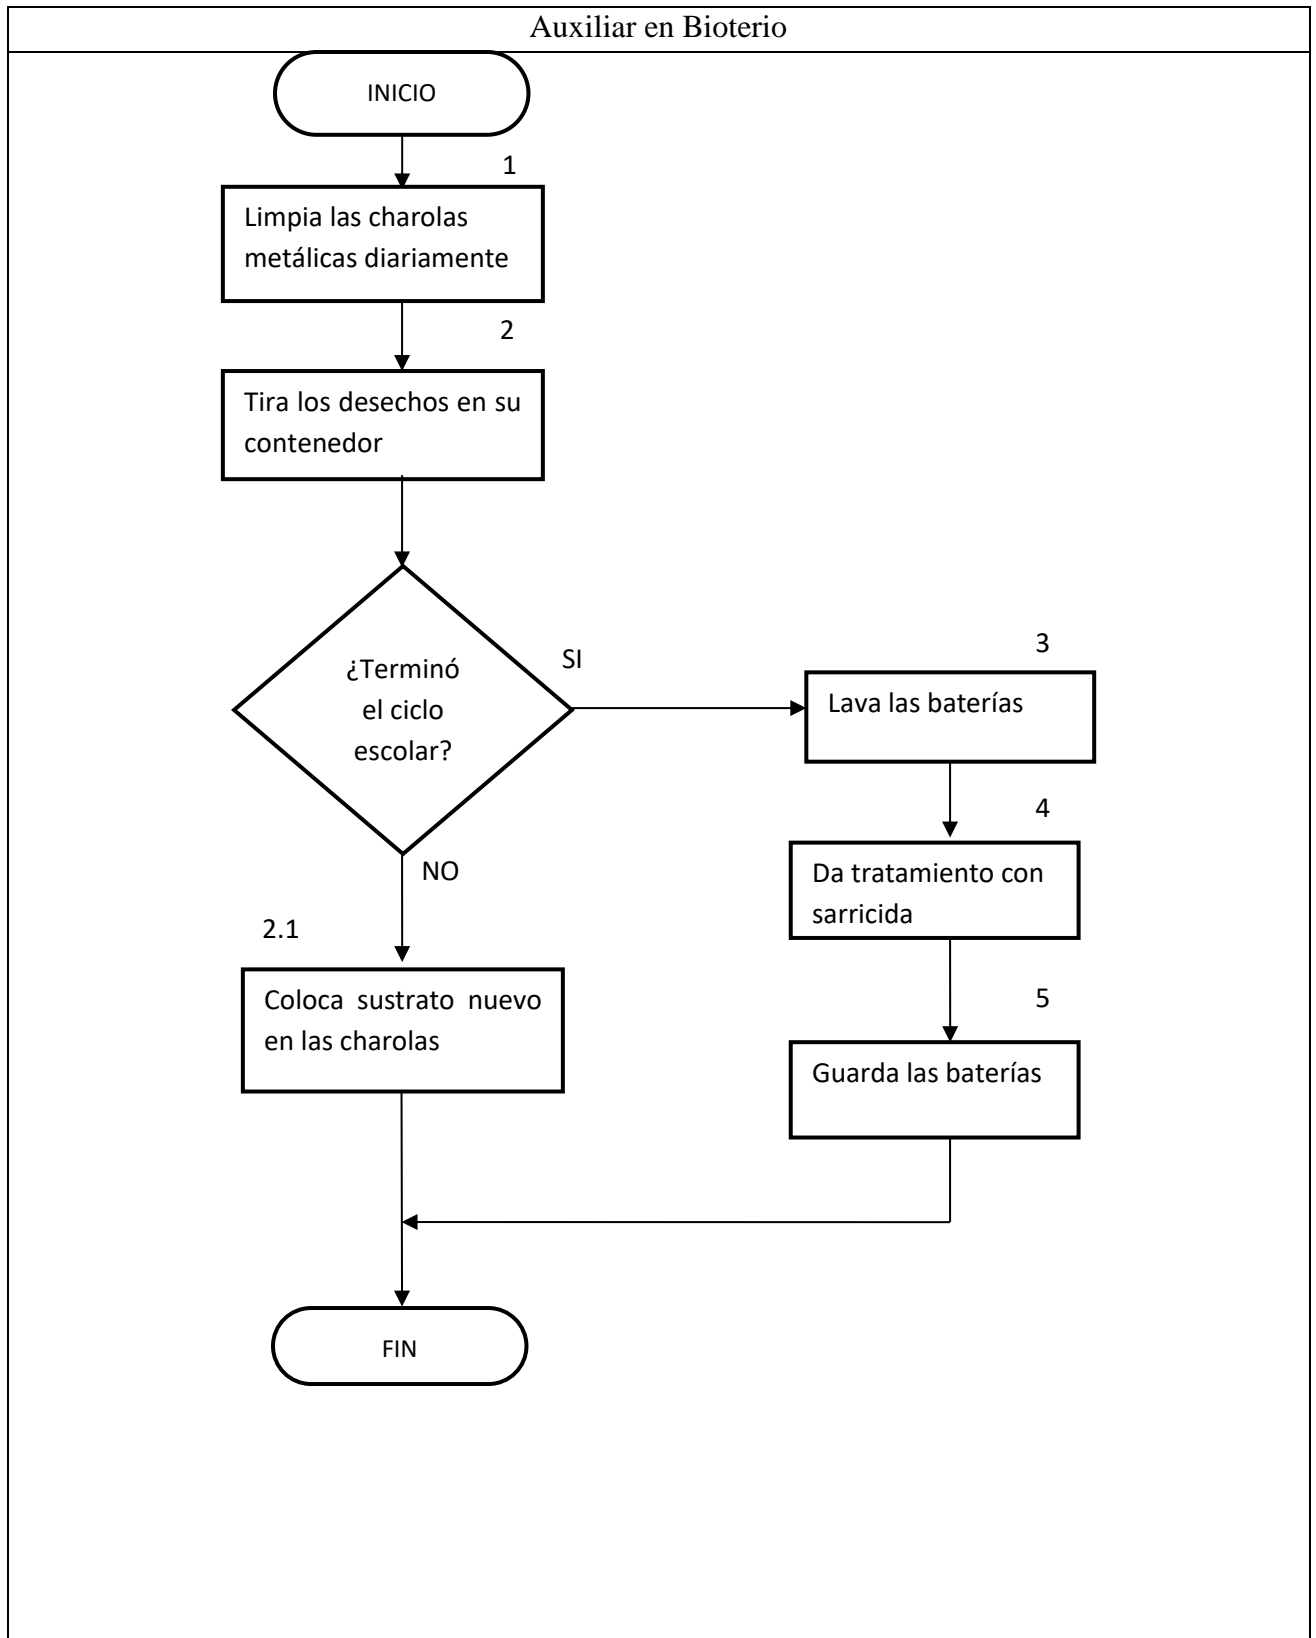 Auxiliar en Bioterio
INICIO
1
Limpia las charolas
metálicas diariamente
2
Tira los desechos en su
contenedor
¿Terminó
el ciclo
escolar?
SI
3
Lava las baterías
4
Da tratamiento con
sarricida
5
Guarda las baterías
NO
2.1
Coloca sustrato nuevo
en las charolas
FIN